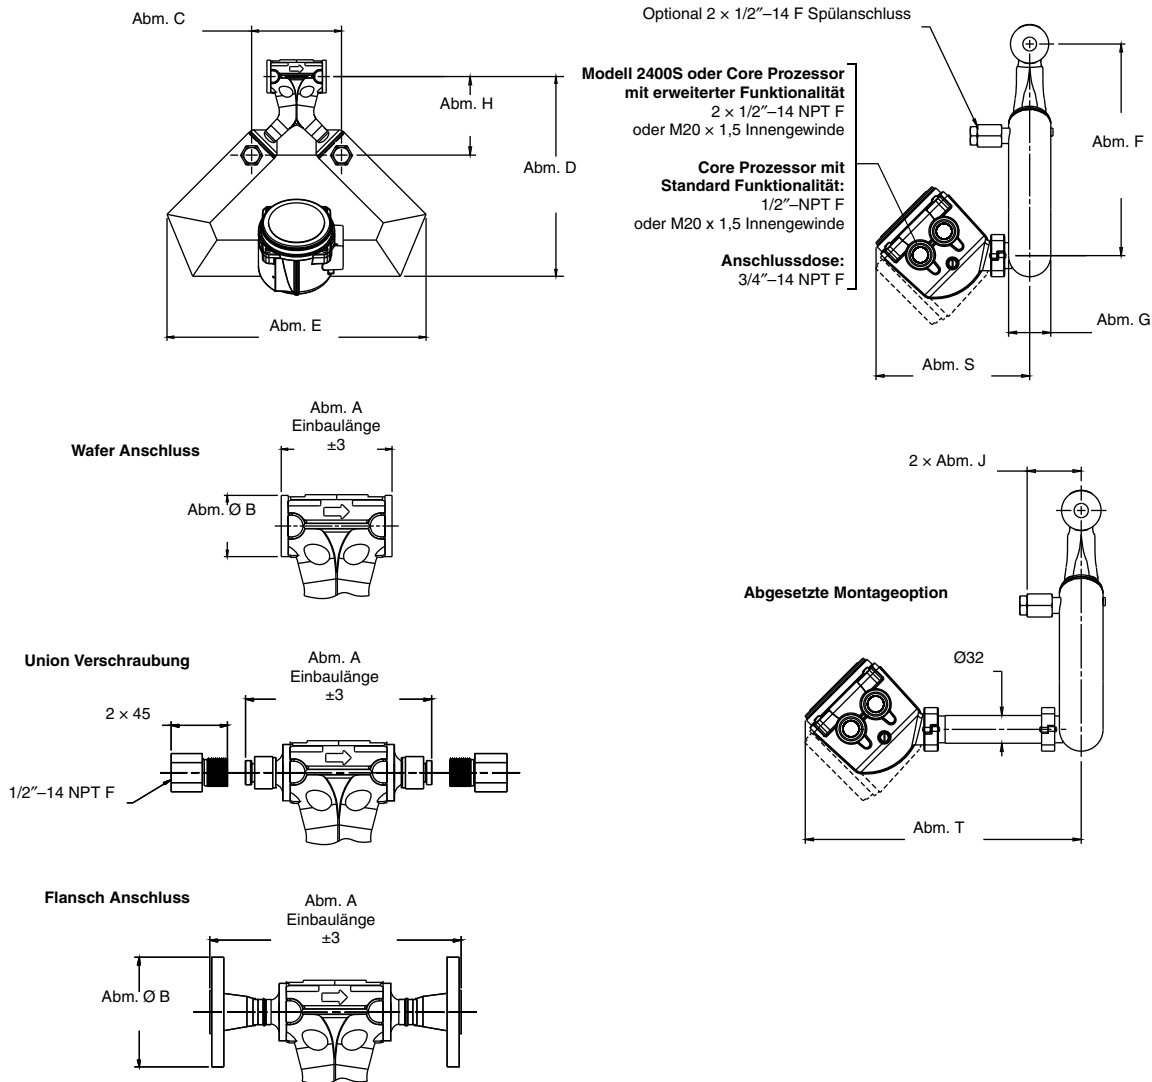 Abm. C
Abm. H
Abm. D
Abm. E
Optional 2 × 1/2″–14 F Spülanschluss
Modell 2400S oder Core Prozessor
mit erweiterter Funktionalität
2 × 1/2″–14 NPT F
oder M20 × 1,5 Innengewinde
Core Prozessor mit
Standard Funktionalität:
1/2″–NPT F
oder M20 x 1,5 Innengewinde
Anschlussdose:
3/4″–14 NPT F
Abm. F
Abm. G
Abm. S
Wafer Anschluss
Abm. A
Einbaulänge
±3
Abm. Ø B
2 × Abm. J
Abgesetzte Montageoption
Ø32
Abm. T
Union Verschraubung
Abm. A
Einbaulänge
±3
2 × 45
1/2″–14 NPT F
Flansch Anschluss
Abm. A
Einbaulänge
±3
Abm. Ø B